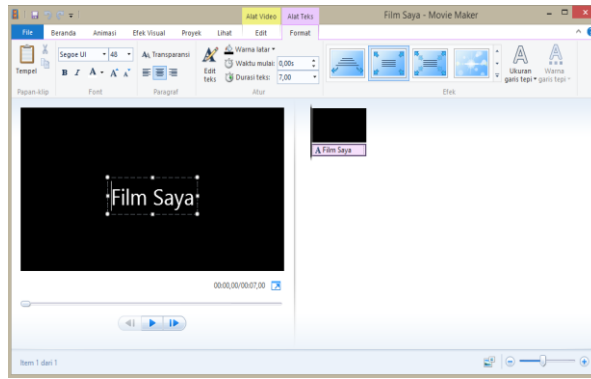 Alat Video Alat Teks Film Saya - Movie Maker
File Beranda Animasi Efek Visual Proyek Lihat Edit Format
Tempel
Segoe UI 48 A Transparansi
B I A A A
Edit teks
Warna latar
Waktu mulai: 0,00s
Durasi teks: 7,00
Ukuran garis tepi
Warna garis tepi
Papan-klip Font Paragraf Atur Efek
Film Saya
A Film Saya
00:00,00/00:07,00
Item 1 dari 1